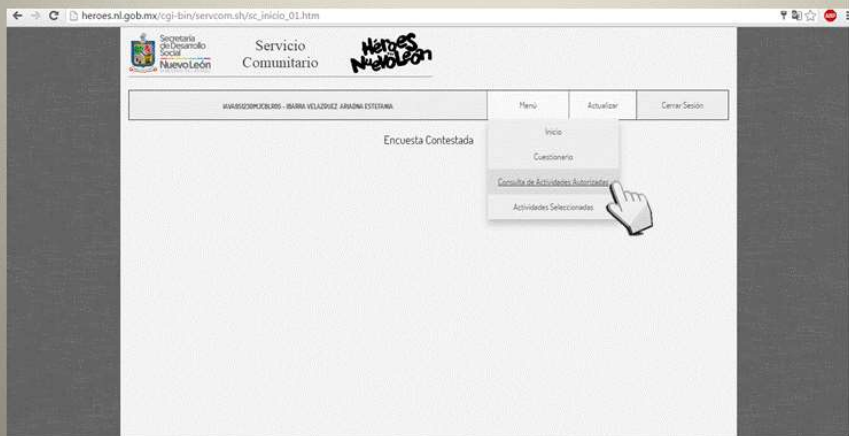 heroes.nl.gob.mx/cgi-bin/servcom.sh/sc_inicio_01.htm
Secretaría
de Desarrollo
Social
Nuevo León
Servicio
Comunitario
Héroes
Nuevo León
IBARRA VELAZQUEZ ARIADNA ESTEFANIA
Menú
Actualizar
Cerrar Sesión
Encuesta Contestada
Inicio
Cuestionario
Consulta de Actividades Autorizadas
Actividades Seleccionadas